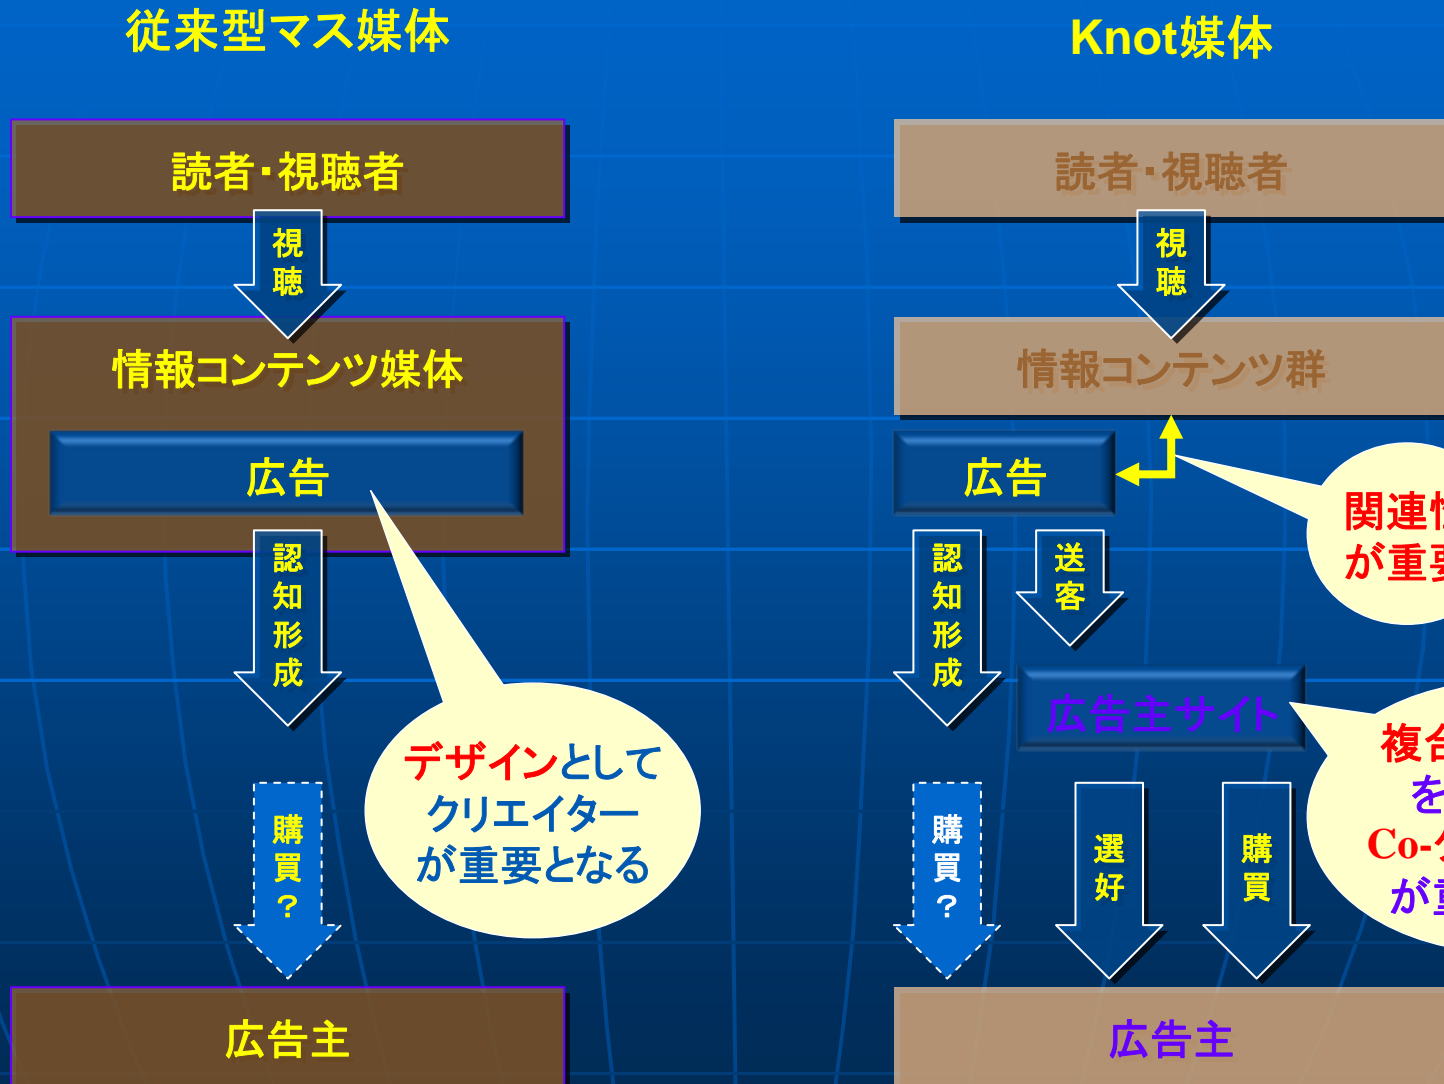 従来型マス媒体
読者・視聴者
視聴
情報コンテンツ媒体
広告
認知形成
デザインとして
クリエイター
が重要となる
購買？
広告主
Knot媒体
読者・視聴者
視聴
情報コンテンツ群
広告
関連
が重
認知形成
送客
広告主サイト
複合
を
Co-
が
購買？
選好
購買
広告主